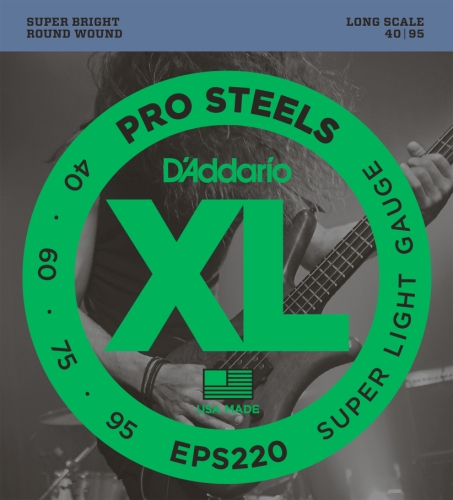 SUPER BRIGHT
ROUND WOUND
LONG SCALE
40 | 95
PRO STEELS
D'Addario
XL
USA MADE
40 · 60 · 75 · 95
EPS220
SUPER LIGHT GAUGE